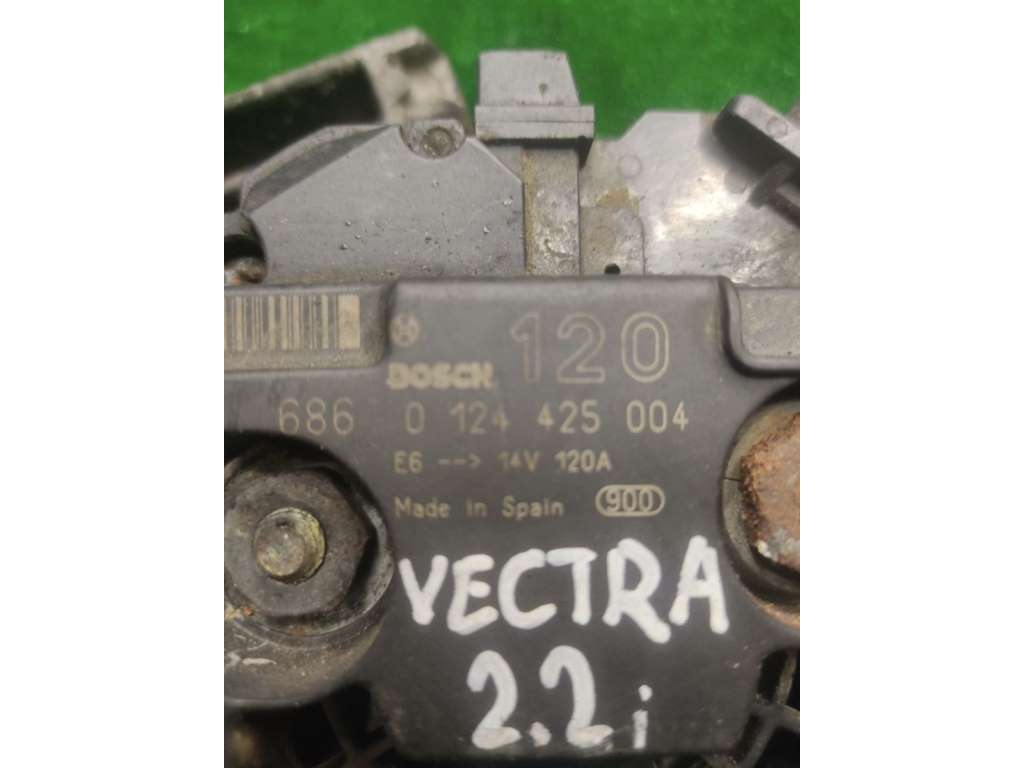 120
BOSCH
686 0 124 425 004
E6 --> 14V 120A
Made in Spain 900
VECTRA
2.2i